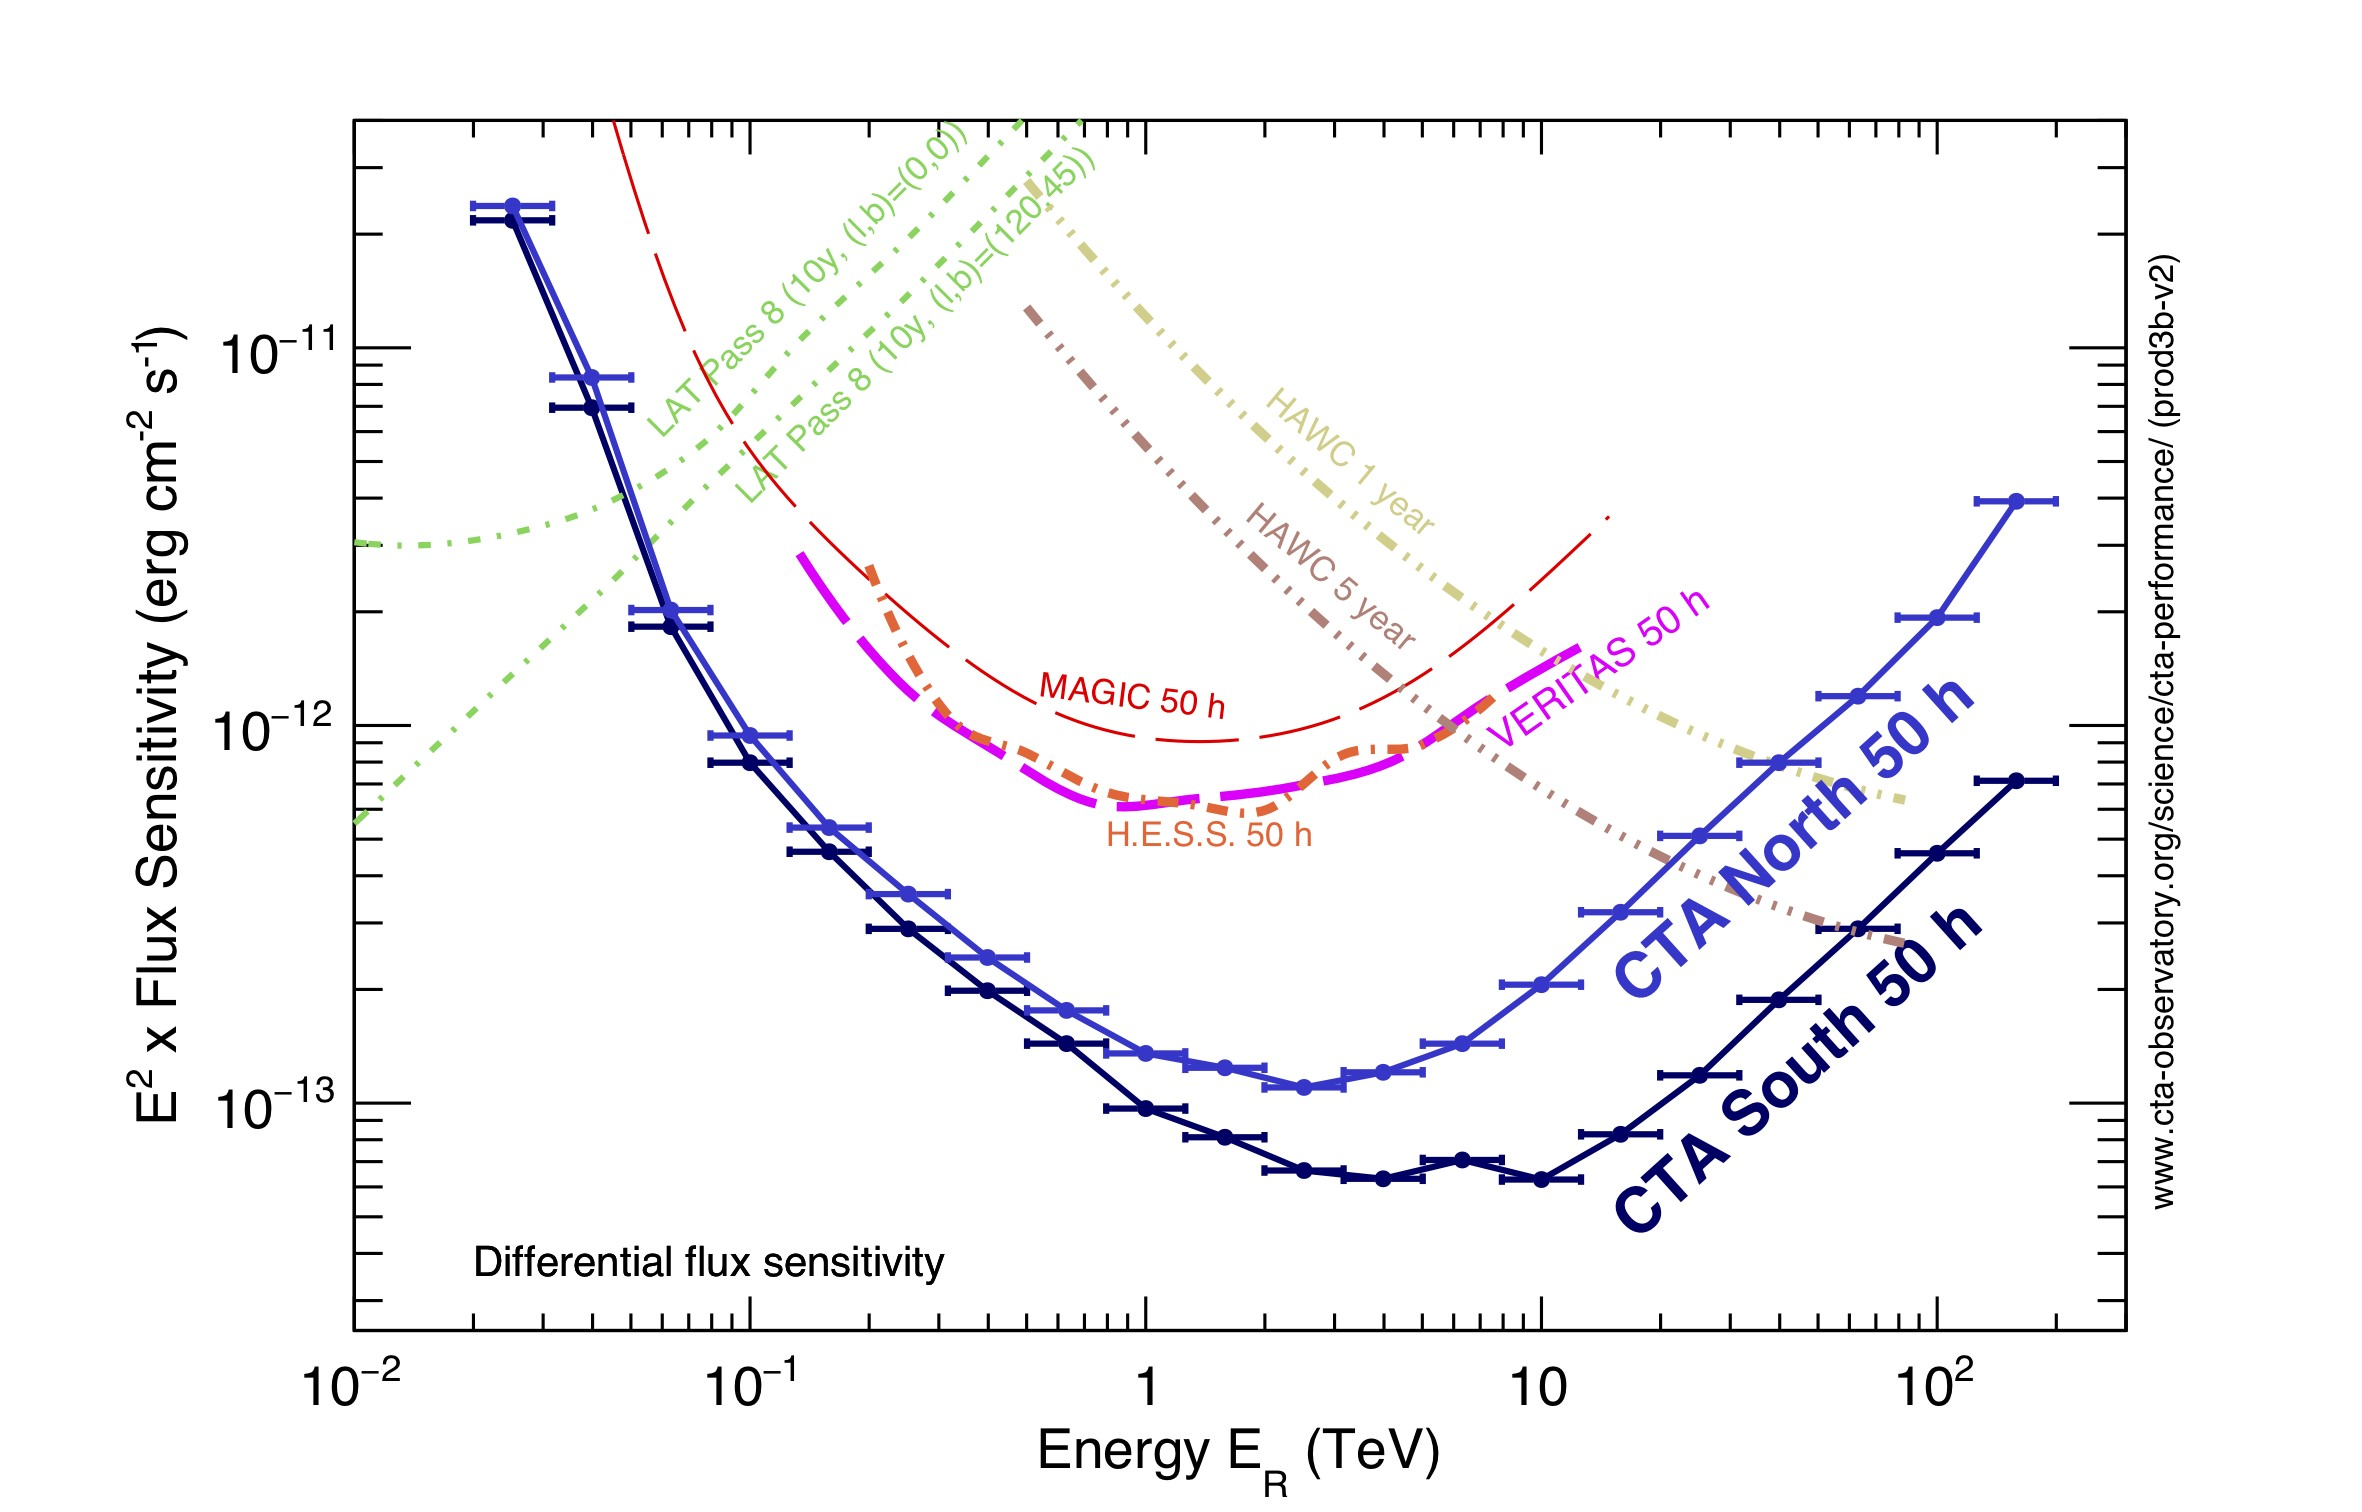 E² x Flux Sensitivity (erg cm⁻² s⁻¹)
10⁻¹¹
10⁻¹²
10⁻¹³
LAT Pass 8 (10y, (l,b)=(0,0))
LAT Pass 8 (10y, (l,b)=(120,45))
HAWC 1 year
HAWC 5 year
MAGIC 50 h
VERITAS 50 h
H.E.S.S. 50 h
CTA North 50 h
CTA South 50 h
Differential flux sensitivity
10⁻²
10⁻¹
1
10
10²
Energy E_R (TeV)
www.cta-observatory.org/science/cta-performance/ (prod3b-v2)